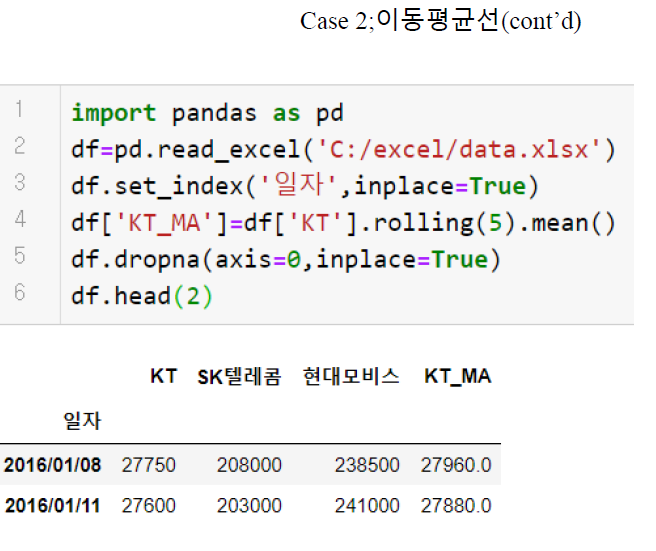 Case 2;이동평균선(cont’d)
1 import pandas as pd
2 df=pd.read_excel('C:/excel/data.xlsx')
3 df.set_index('일자',inplace=True)
4 df['KT_MA']=df['KT'].rolling(5).mean()
5 df.dropna(axis=0,inplace=True)
6 df.head(2)
KT SK텔레콤 현대모비스 KT_MA
일자
2016/01/08 27750 208000 238500 27960.0
2016/01/11 27600 203000 241000 27880.0